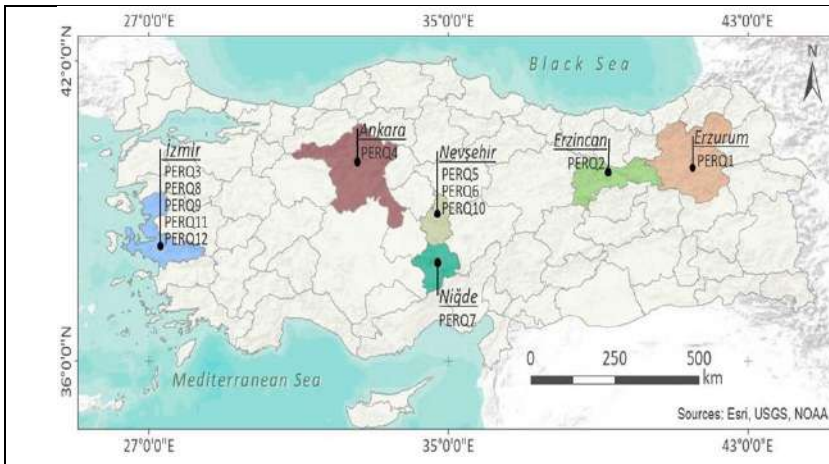 27°0'0"E 35°0'0"E 43°0'0"E
42°0'0"N
36°0'0"N
Black Sea
N
İzmir
PERQ3
PERQ8
PERQ9
PERQ11
PERQ12
Ankara
PERQ4
Nevşehir
PERQ5
PERQ6
PERQ10
Erzincan
PERQ2
Erzurum
PERQ1
Niğde
PERQ7
Mediterranean Sea
0 250 500
km
Sources: Esri, USGS, NOAA
27°0'0"E 35°0'0"E 43°0'0"E